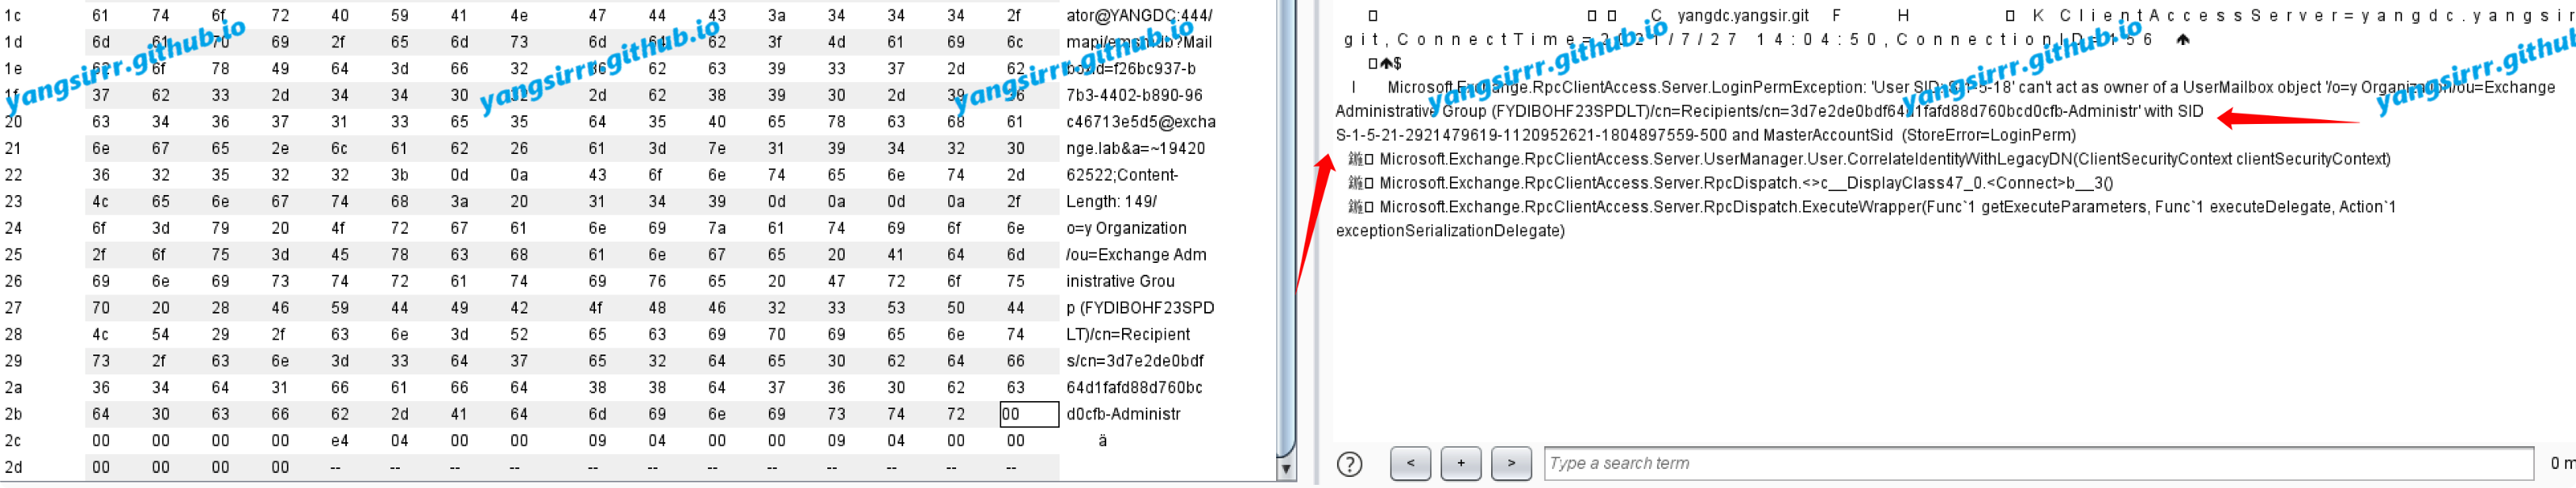 1c 61 74 6f 72 40 59 41 4e 47 44 43 3a 34 34 34 2f ator@YANGDC:444/
1d 6d 61 70 69 2f 65 6d 73 6d 64 62 3f 4d 61 69 6c mapi/emsmdb?Mail
1e 62 6f 78 49 64 3d 66 32 36 62 63 39 33 37 2d 62 boxId=f26bc937-b
1f 37 62 33 2d 34 34 30 32 2d 62 38 39 30 2d 39 36 7b3-4402-b890-96
20 63 34 36 37 31 33 65 35 64 35 40 65 78 63 68 61 c46713e5d5@excha
21 6e 67 65 2e 6c 61 62 26 61 3d 7e 31 39 34 32 30 nge.lab&a=~19420
22 36 32 35 32 32 3b 0d 0a 43 6f 6e 74 65 6e 74 2d 62522;Content-
23 4c 65 6e 67 74 68 3a 20 31 34 39 0d 0a 0d 0a 2f Length: 149/
24 6f 3d 79 20 4f 72 67 61 6e 69 7a 61 74 69 6f 6e o=y Organization
25 2f 6f 75 3d 45 78 63 68 61 6e 67 65 20 41 64 6d /ou=Exchange Adm
26 69 6e 69 73 74 72 61 74 69 76 65 20 47 72 6f 75 inistrative Grou
27 70 20 28 46 59 44 49 42 4f 48 46 32 33 53 50 44 p (FYDIBOHF23SPD
28 4c 54 29 2f 63 6e 3d 52 65 63 69 70 69 65 6e 74 LT)/cn=Recipient
29 73 2f 63 6e 3d 33 64 37 65 32 64 65 30 62 64 66 s/cn=3d7e2de0bdf
2a 36 34 64 31 66 61 66 64 38 38 64 37 36 30 62 63 64d1fafd88d760bc
2b 64 30 63 66 62 2d 41 64 6d 69 6e 69 73 74 72 00 d0cfb-Administr
2c 00 00 00 00 e4 04 00 00 09 04 00 00 09 04 00 00 ä
2d 00 00 00 00 -- -- -- -- -- -- -- -- -- -- -- --
C yangdc.yangsir.git F H K ClientAccessServer=yangdc.yangsir
git,ConnectTime=2021/7/27 14:04:50,ConnectionID=156
$
I Microsoft.Exchange.RpcClientAccess.Server.LoginPermException: 'User SID: S-1-5-18' can't act as owner of a UserMailbox object '/o=y Organization/ou=Exchange
Administrative Group (FYDIBOHF23SPDLT)/cn=Recipients/cn=3d7e2de0bdf64d1fafd88d760bcd0cfb-Administr' with SID
S-1-5-21-2921479619-1120952621-1804897559-500 and MasterAccountSid (StoreError=LoginPerm)
Microsoft.Exchange.RpcClientAccess.Server.UserManager.User.CorrelateIdentityWithLegacyDN(ClientSecurityContext clientSecurityContext)
Microsoft.Exchange.RpcClientAccess.Server.RpcDispatch.<>c__DisplayClass47_0.<Connect>b__3()
Microsoft.Exchange.RpcClientAccess.Server.RpcDispatch.ExecuteWrapper(Func`1 getExecuteParameters, Func`1 executeDelegate, Action`1
exceptionSerializationDelegate)
? < + > Type a search term 0 m
yangsirrr.github.io
yangsirrr.github.io
yangsirrr.github.io
yangsirrr.github.io
yangsirrr.github.io
yangsirrr.github